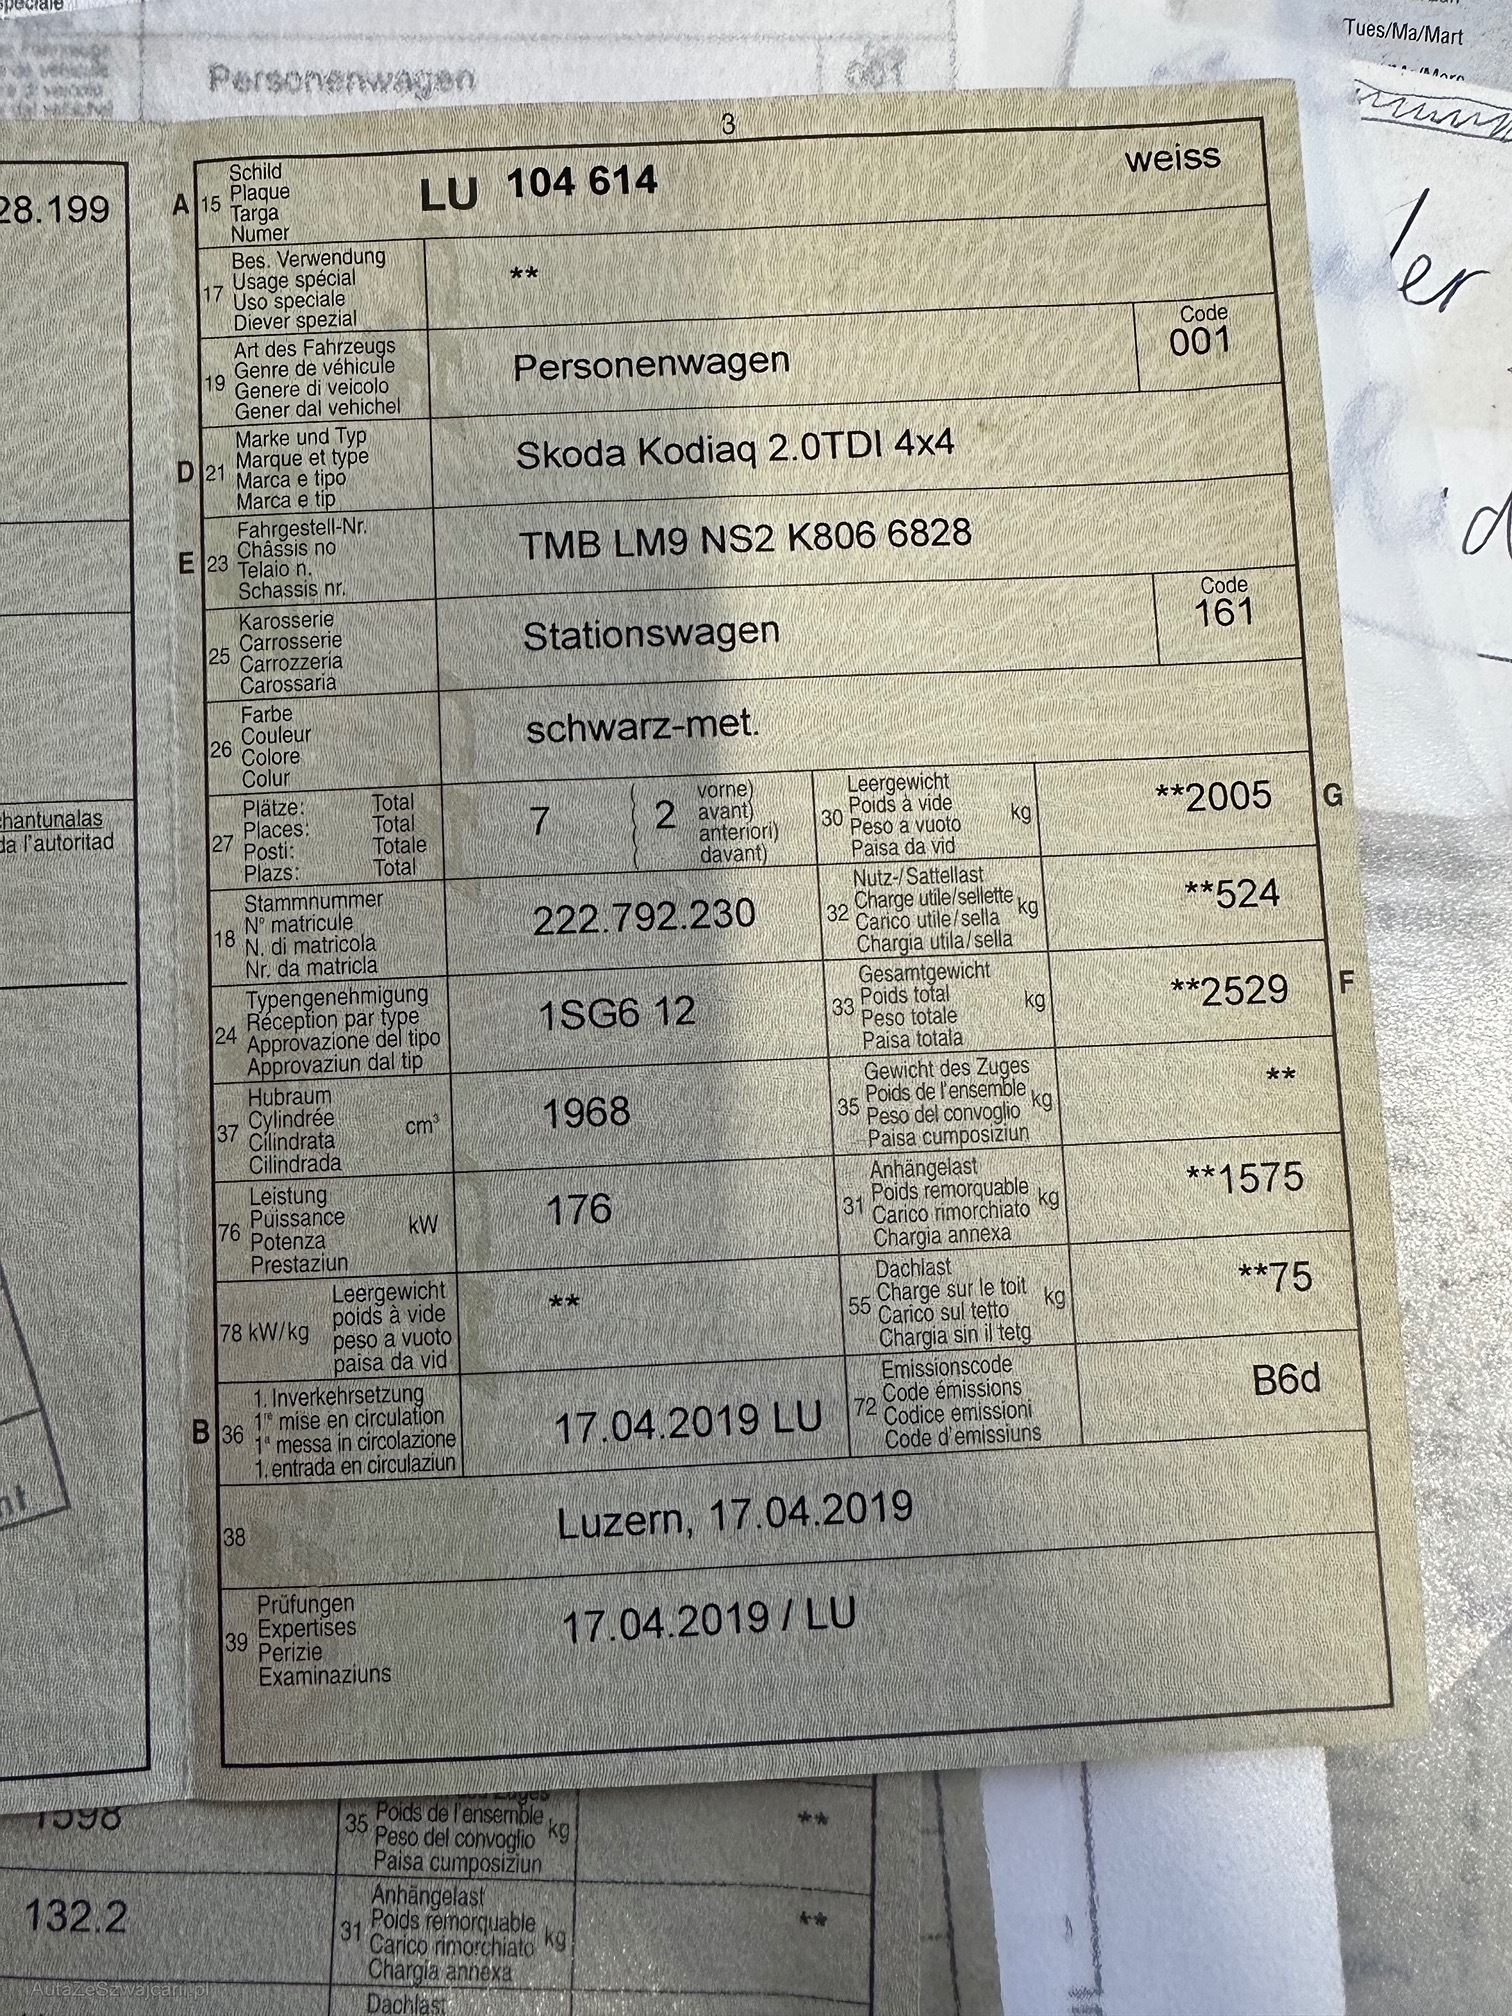 spéciale
Personenwagen
001
Tues/Ma/Mart
ler
28.199
hantunalas
da l'autoritad
3
A 15 Schild
Plaque
Targa
Numer
LU 104 614 weiss
17 Bes. Verwendung
Usage spécial
Uso speciale
Diever spezial
**
19 Art des Fahrzeugs
Genre de véhicule
Genere di veicolo
Gener dal vehichel
Personenwagen
Code
001
D 21 Marke und Typ
Marque et type
Marca e tipo
Marca e tip
Skoda Kodiaq 2.0TDI 4x4
E 23 Fahrgestell-Nr.
Châssis no
Telaio n.
Schassis nr.
TMB LM9 NS2 K806 6828
25 Karosserie
Carrosserie
Carrozzeria
Carossaria
Stationswagen
Code
161
26 Farbe
Couleur
Colore
Colur
schwarz-met.
27 Plätze: Total
Places: Total
Posti: Totale
Plazs: Total
7 ( 2 vorne)
( avant)
( anteriori)
( davant)
30 Leergewicht
Poids à vide
Peso a vuoto
Paisa da vid
kg **2005 G
18 Stammnummer
N° matricule
N. di matricola
Nr. da matricla
222.792.230
32 Nutz-/Sattellast
Charge utile/sellette
Carico utile/sella
Chargia utila/sella
kg **524
24 Typengenehmigung
Réception par type
Approvazione del tipo
Approvaziun dal tip
1SG6 12
33 Gesamtgewicht
Poids total
Peso totale
Paisa totala
kg **2529 F
37 Hubraum
Cylindrée
Cilindrata
Cilindrada
cm³ 1968
35 Gewicht des Zuges
Poids de l'ensemble
Peso del convoglio
Paisa cumposiziun
kg **
76 Leistung
Puissance
Potenza
Prestaziun
kW 176
31 Anhängelast
Poids remorquable
Carico rimorchiato
Chargia annexa
kg **1575
78 kW/kg Leergewicht
poids à vide
peso a vuoto
paisa da vid
**
55 Dachlast
Charge sur le toit
Carico sul tetto
Chargia sin il tetg
kg **75
B 36 1. Inverkehrsetzung
1re mise en circulation
1a messa in circolazione
1. entrada en circulaziun
17.04.2019 LU
72 Emissionscode
Code émissions
Codice emissioni
Code d'emissiuns
B6d
38 Luzern, 17.04.2019
39 Prüfungen
Expertises
Perizie
Examinaziuns
17.04.2019 / LU
1598
35 Poids de l'ensemble
Peso del convoglio
Paisa cumposiziun
kg **
132.2
31 Anhängelast
Poids remorquable
Carico rimorchiato
Chargia annexa
kg **
Dachlast
AutaZeSzwajcarii.pl